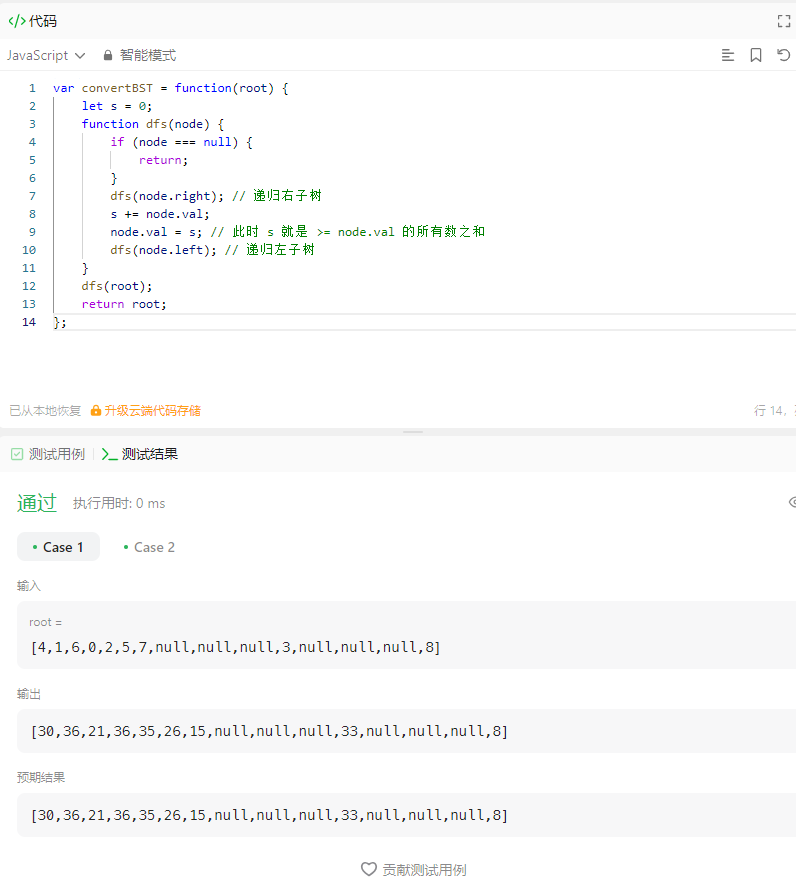 </> 代码
JavaScript 智能模式
1 var convertBST = function(root) {
2 let s = 0;
3 function dfs(node) {
4 if (node === null) {
5 return;
6 }
7 dfs(node.right); // 递归右子树
8 s += node.val;
9 node.val = s; // 此时 s 就是 >= node.val 的所有数之和
10 dfs(node.left); // 递归左子树
11 }
12 dfs(root);
13 return root;
14 };
已从本地恢复 升级云端代码存储 行 14,
测试用例 测试结果
通过 执行用时: 0 ms
• Case 1 • Case 2
输入
root =
[4,1,6,0,2,5,7,null,null,null,3,null,null,null,8]
输出
[30,36,21,36,35,26,15,null,null,null,33,null,null,null,8]
预期结果
[30,36,21,36,35,26,15,null,null,null,33,null,null,null,8]
贡献测试用例